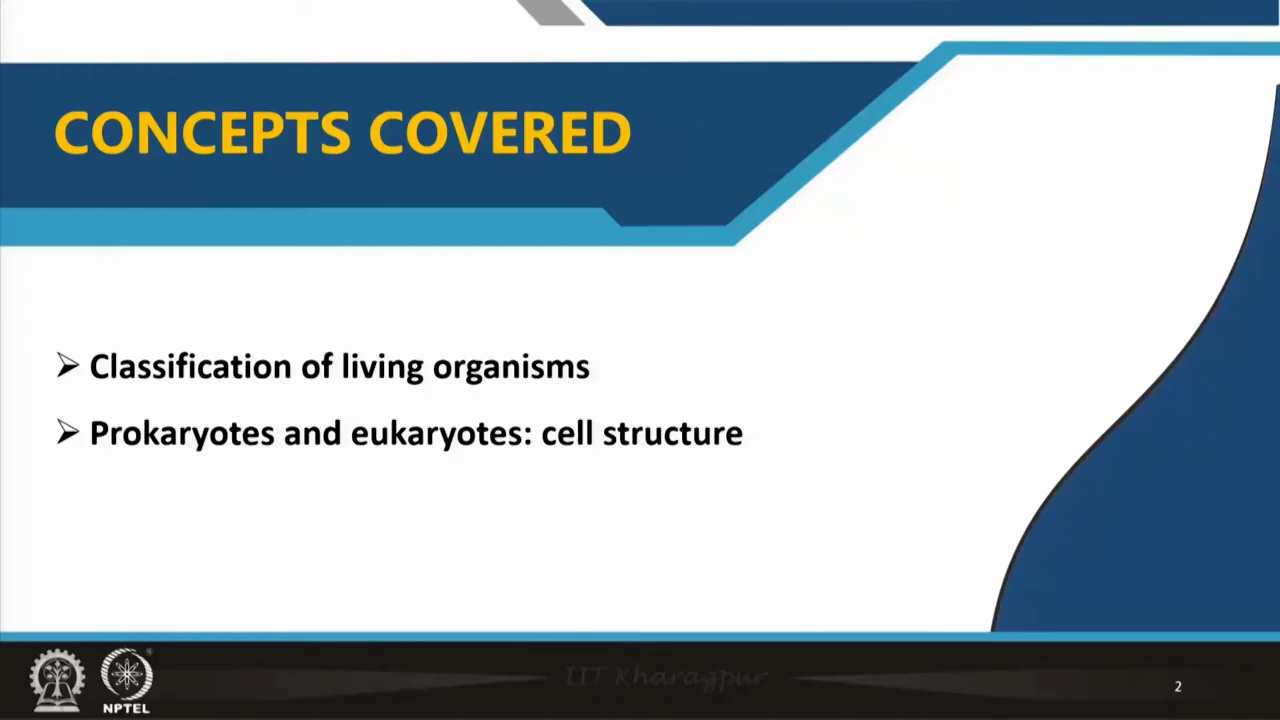 CONCEPTS COVERED
➢ Classification of living organisms
➢ Prokaryotes and eukaryotes: cell structure
NPTEL
IIT Kharagpur
2